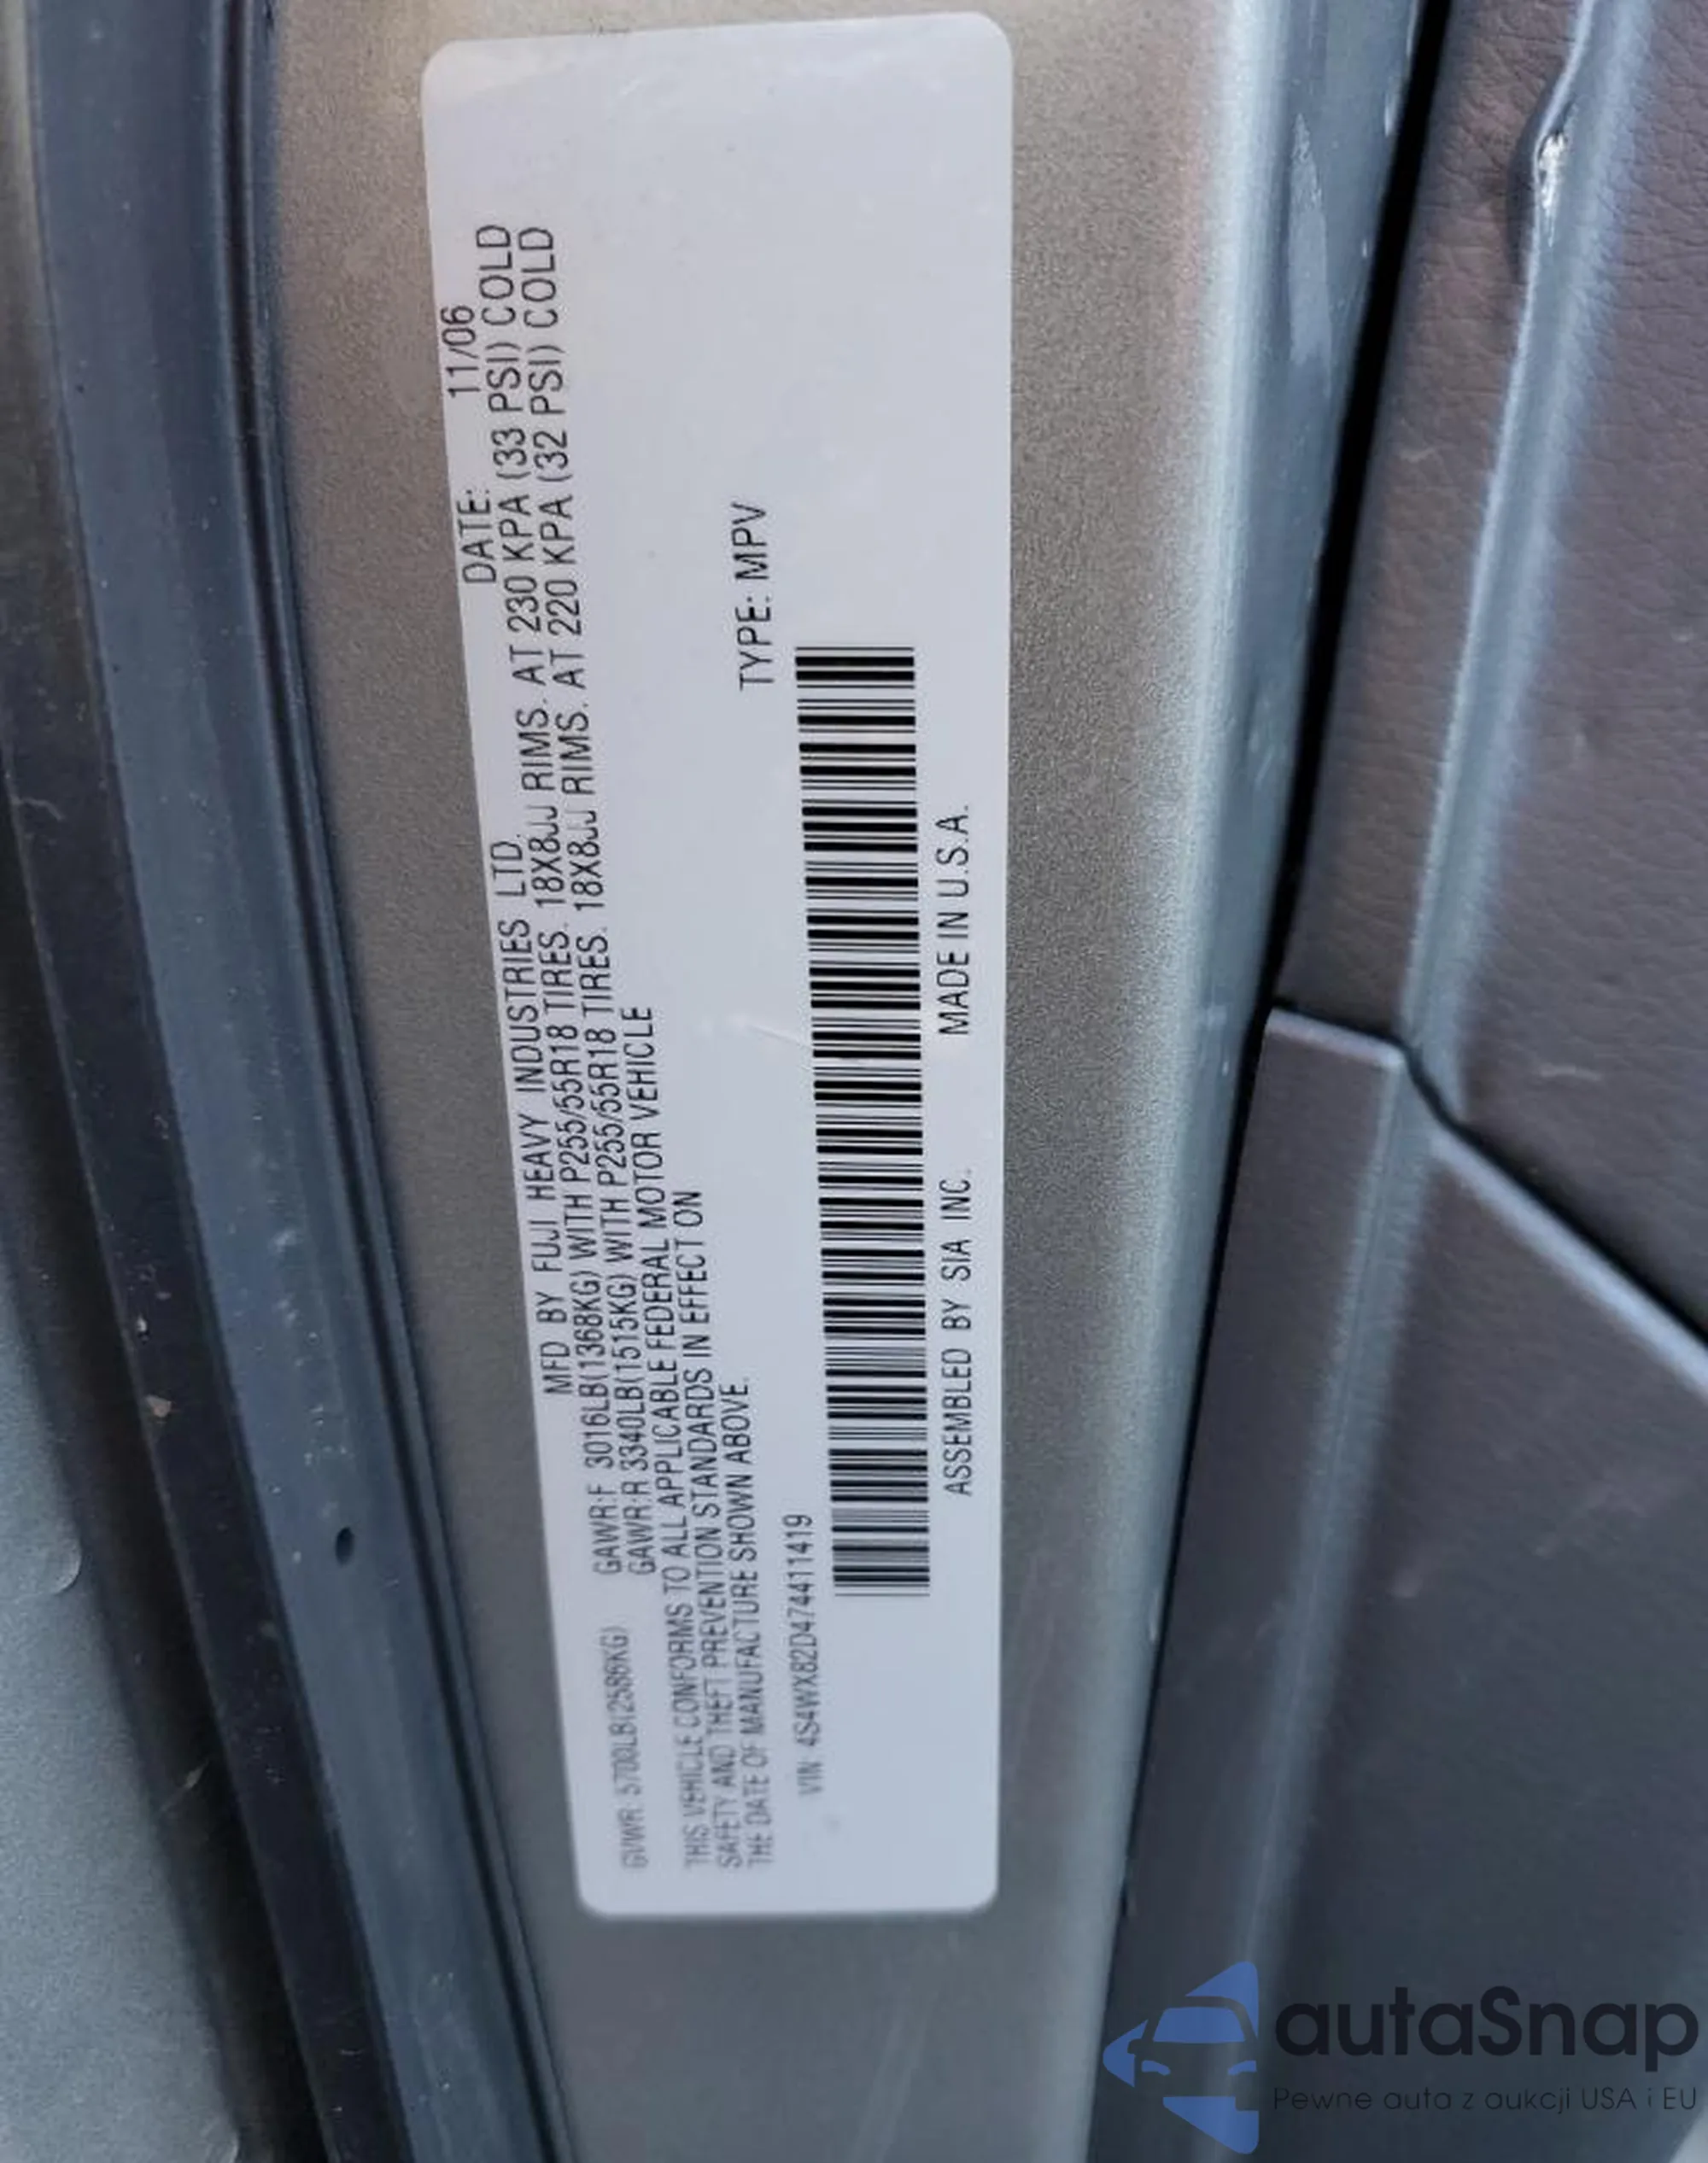 MFD BY FUJI HEAVY INDUSTRIES LTD. DATE: 11/06
GVWR: 5700LB(2586KG) GAWR:F 3016LB(1368KG) WITH P255/55R18 TIRES. 18X8JJ RIMS. AT 230 KPA (33 PSI) COLD
GAWR:R 3340LB(1515KG) WITH P255/55R18 TIRES. 18X8JJ RIMS. AT 220 KPA (32 PSI) COLD
THIS VEHICLE CONFORMS TO ALL APPLICABLE FEDERAL MOTOR VEHICLE
SAFETY AND THEFT PREVENTION STANDARDS IN EFFECT ON
THE DATE OF MANUFACTURE SHOWN ABOVE.
VIN: 4S4WX82D474411419 TYPE: MPV
ASSEMBLED BY SIA INC. MADE IN U.S.A.
autaSnap
Pewne auta z aukcji USA i EU